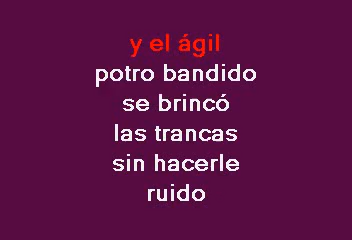 y el ágil
potro bandido
se brincó
las trancas
sin hacerle
ruido